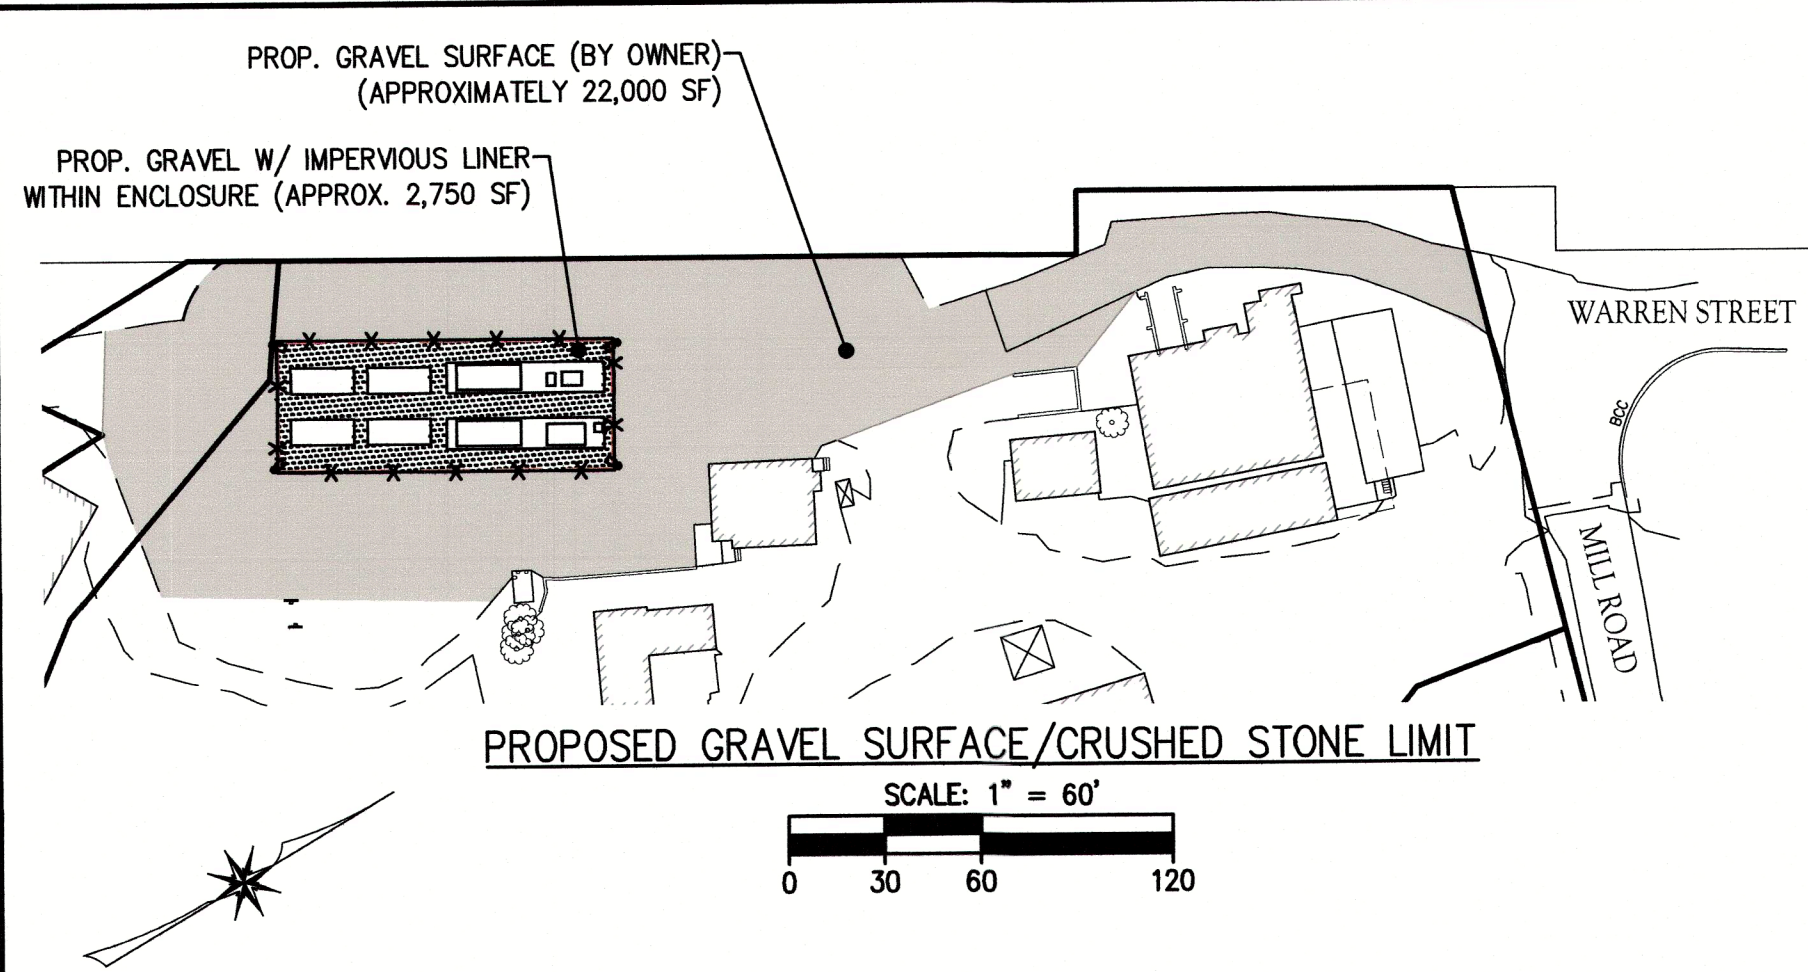 PROP. GRAVEL SURFACE (BY OWNER)
(APPROXIMATELY 22,000 SF)
PROP. GRAVEL W/ IMPERVIOUS LINER
WITHIN ENCLOSURE (APPROX. 2,750 SF)
WARREN STREET
BCC
MILL ROAD
PROPOSED GRAVEL SURFACE/CRUSHED STONE LIMIT
SCALE: 1" = 60'
0 30 60 120